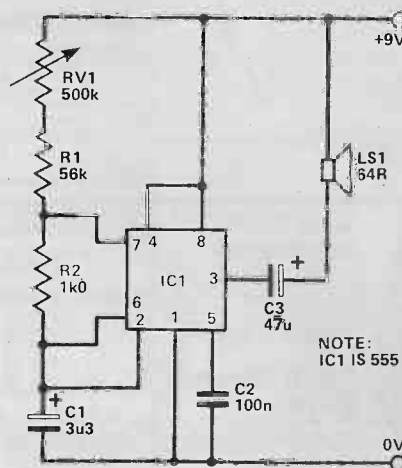 +9V
RV1
500k
LS1
64R
R1
56k
7
4
8
R2
1k0
6
2
IC1
3
1
5
+
C3
47u
NOTE:
IC1 IS 555
+
C1
3u3
C2
100n
0V